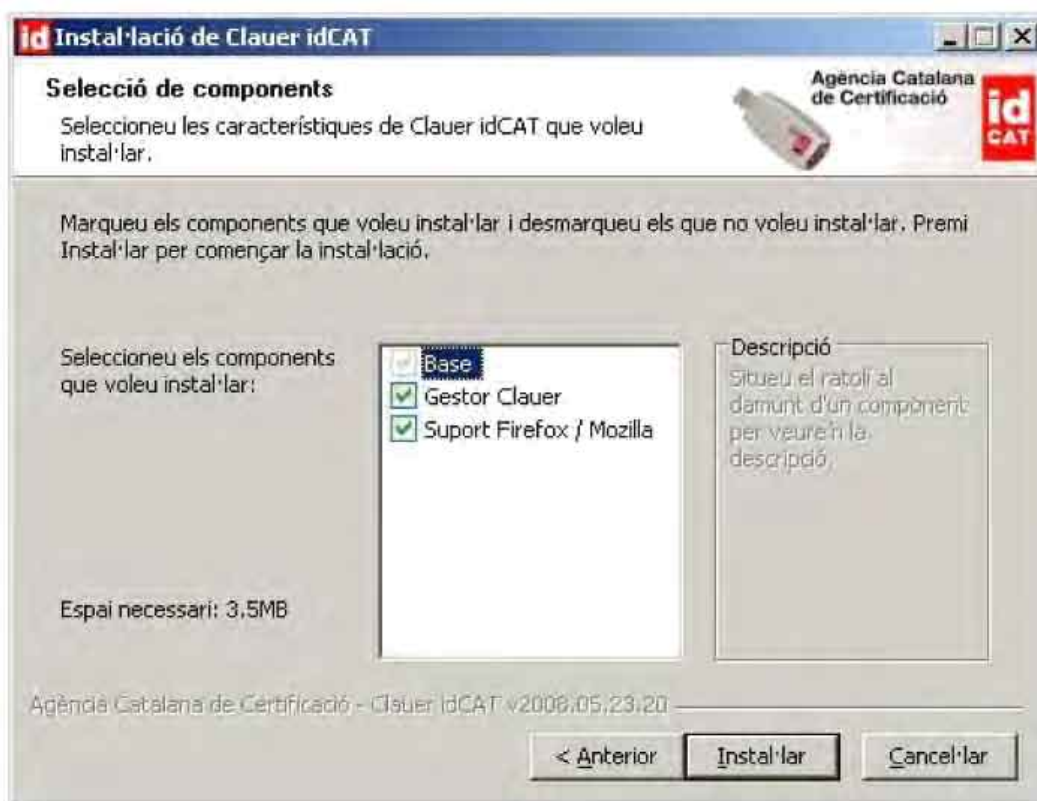 id Instal·lació de Clauer idCAT
Selecció de components
Seleccioneu les característiques de Clauer idCAT que voleu
instal·lar.
Agència Catalana
de Certificació
id
CAT
Marqueu els components que voleu instal·lar i desmarqueu els que no voleu instal·lar. Premi
Instal·lar per començar la instal·lació.
Seleccioneu els components
que voleu instal·lar:
Base
Gestor Clauer
Suport Firefox / Mozilla
Descripció
Situeu el ratolí al
damunt d'un component
per veure'n la
descripció.
Espai necessari: 3.5MB
Agència Catalana de Certificació - Clauer idCAT v2008.05.23.20
< Anterior
Instal·lar
Cancel·lar